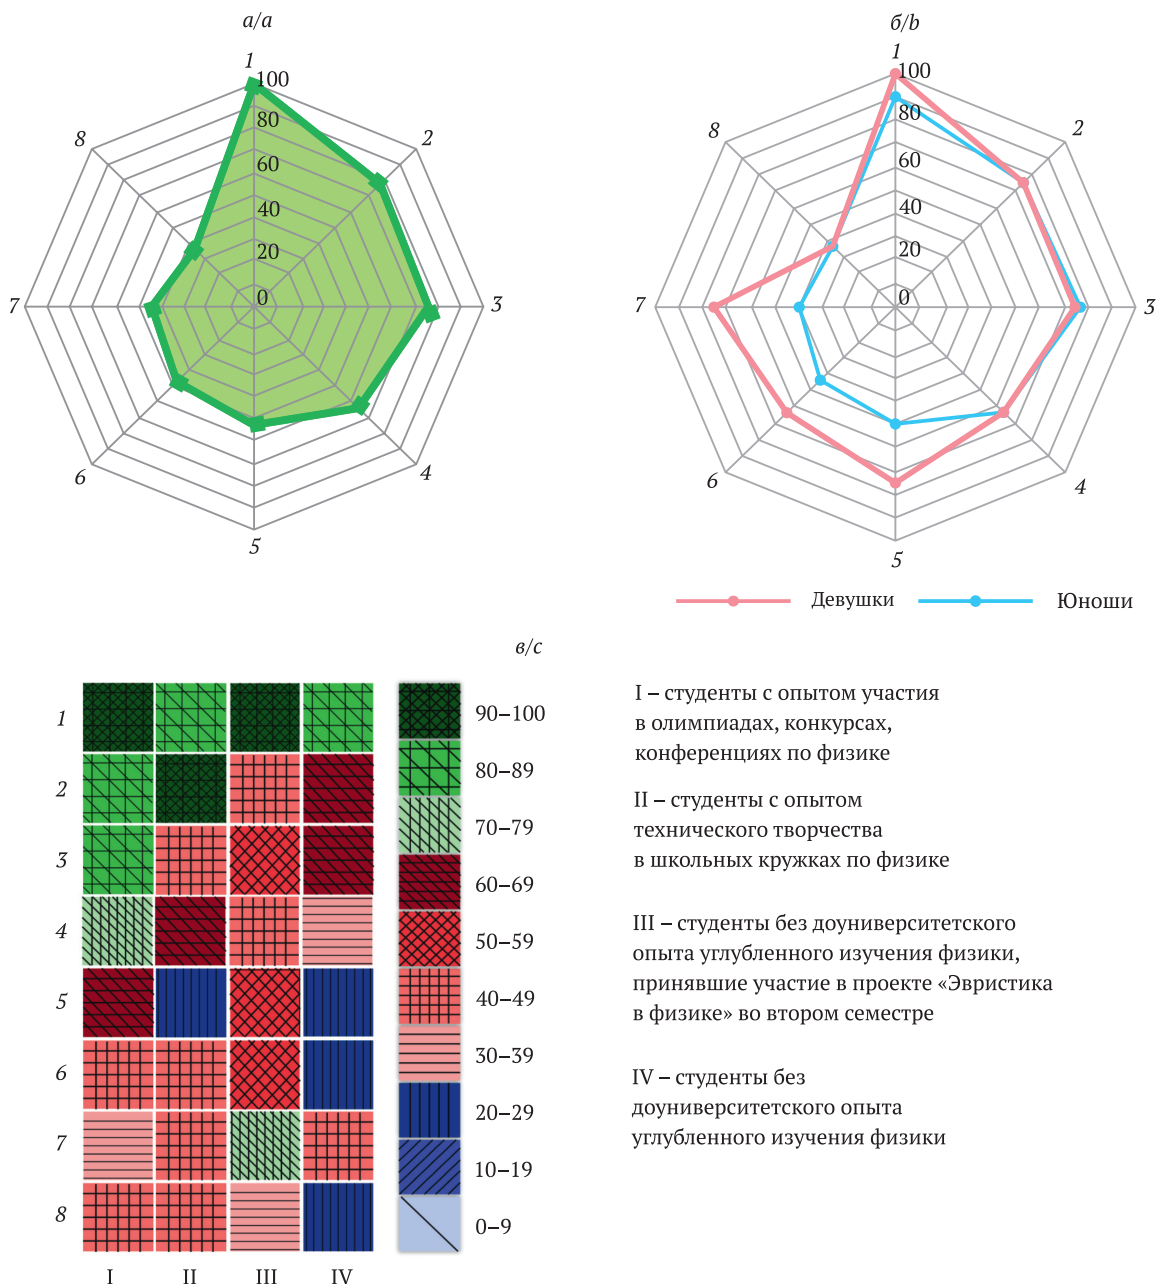 а/a
1
100
80
60
40
20
0
2
3
4
5
6
7
8
б/b
1
100
80
60
40
20
0
2
3
4
5
6
7
8
Девушки
Юноши
в/c
1
2
3
4
5
6
7
8
I
II
III
IV
90–100
80–89
70–79
60–69
50–59
40–49
30–39
20–29
10–19
0–9
I – студенты с опытом участия
в олимпиадах, конкурсах,
конференциях по физике
II – студенты с опытом
технического творчества
в школьных кружках по физике
III – студенты без доуниверситетского
опыта углубленного изучения физики,
принявшие участие в проекте «Эвристика
в физике» во втором семестре
IV – студенты без
доуниверситетского опыта
углубленного изучения физики